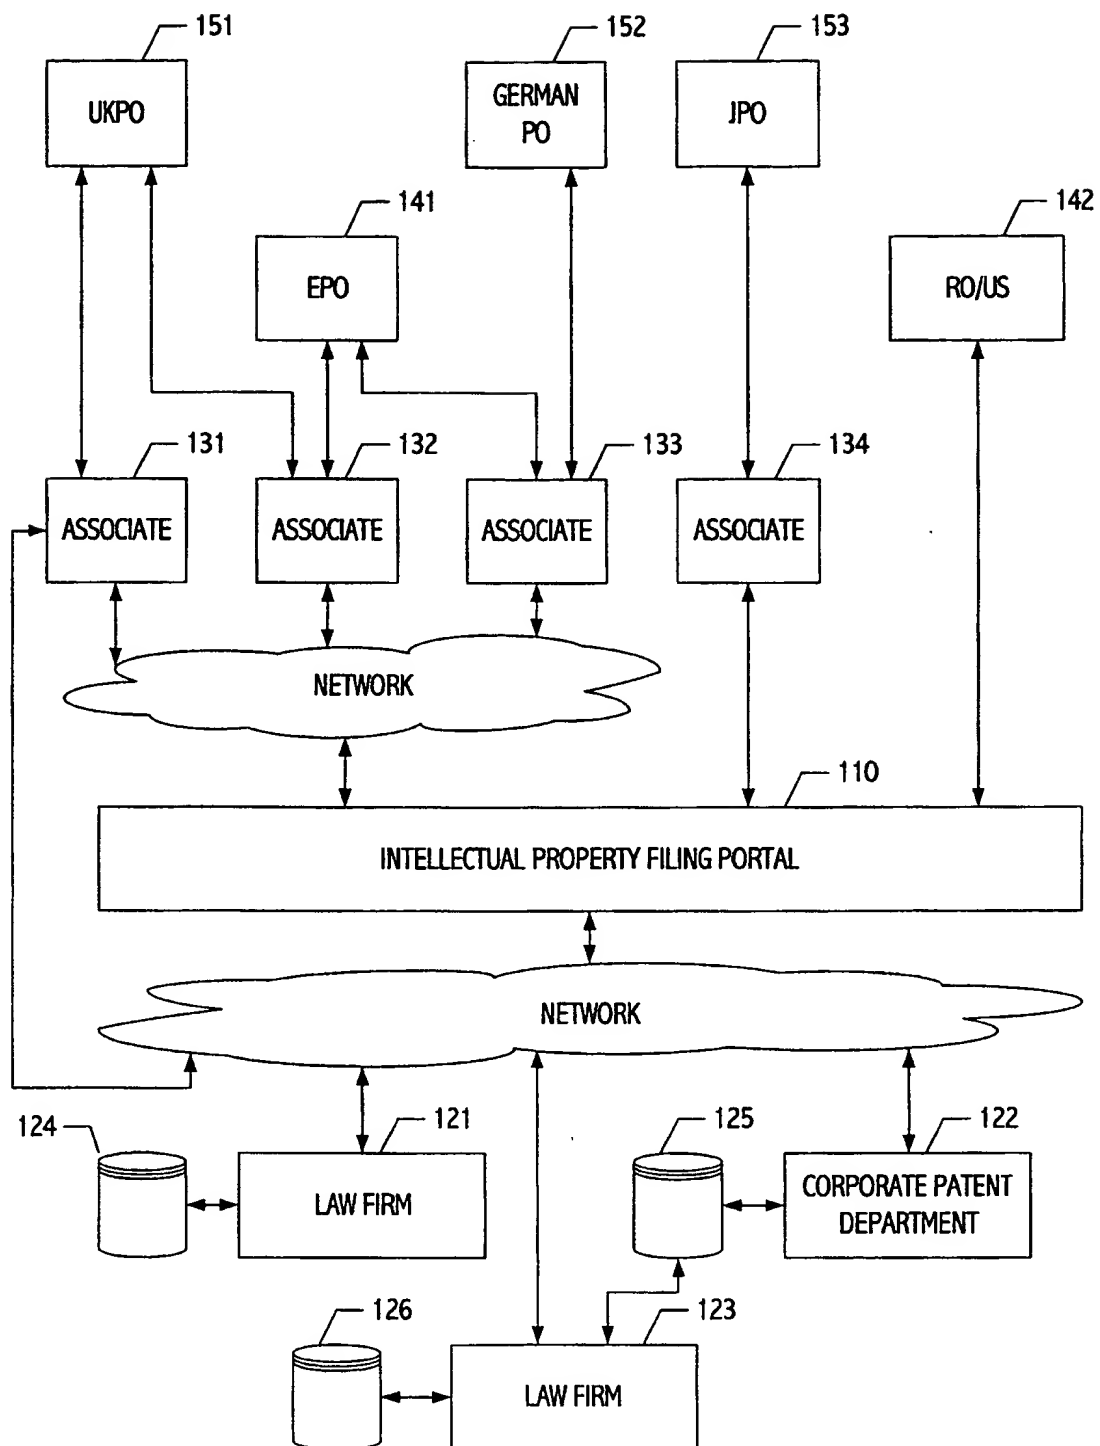 151
152
153
UKPO
GERMAN
PO
JPO
141
142
EPO
RO/US
131
132
133
134
ASSOCIATE
ASSOCIATE
ASSOCIATE
ASSOCIATE
NETWORK
110
INTELLECTUAL PROPERTY FILING PORTAL
NETWORK
124
121
125
122
LAW FIRM
CORPORATE PATENT
DEPARTMENT
126
123
LAW FIRM